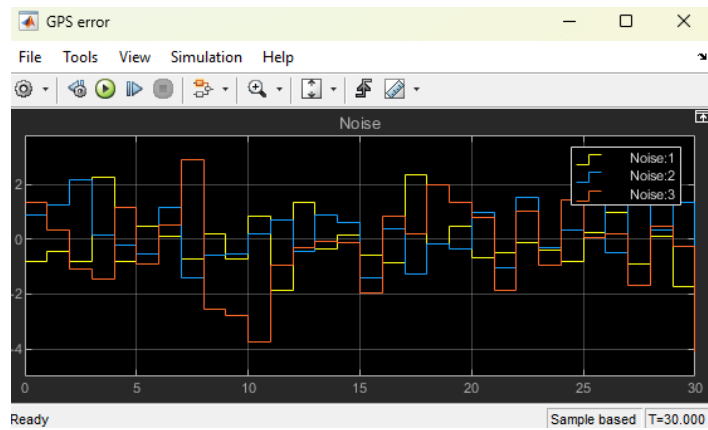 GPS error
File Tools View Simulation Help
Noise
Noise:1
Noise:2
Noise:3
2
0
-2
-4
0 5 10 15 20 25 30
Ready Sample based T=30.000